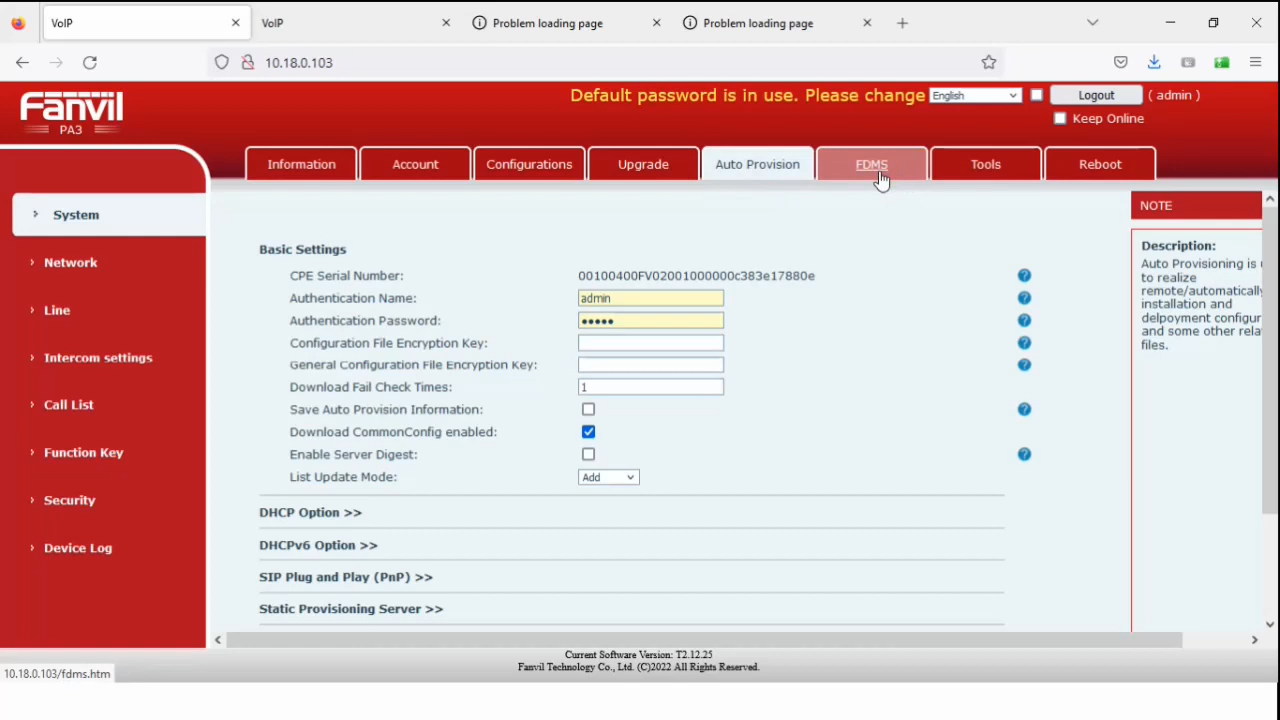 VoIP
VoIP
Problem loading page
Problem loading page
10.18.0.103
Fanvil
PA3
Default password is in use. Please change
English
Logout
( admin )
Keep Online
Information
Account
Configurations
Upgrade
Auto Provision
FDMS
Tools
Reboot
System
Network
Line
Intercom settings
Call List
Function Key
Security
Device Log
Basic Settings
CPE Serial Number: 00100400FV02001000000c383e17880e
Authentication Name: admin
Authentication Password: •••••
Configuration File Encryption Key:
General Configuration File Encryption Key:
Download Fail Check Times: 1
Save Auto Provision Information:
Download CommonConfig enabled:
Enable Server Digest:
List Update Mode: Add
DHCP Option >>
DHCPv6 Option >>
SIP Plug and Play (PnP) >>
Static Provisioning Server >>
NOTE
Description:
Auto Provisioning is
to realize
remote/automatically
installation and
delpoyment configur
and some other rela
files.
Current Software Version: T2.12.25
Fanvil Technology Co., Ltd. (C)2022 All Rights Reserved.
10.18.0.103/fdms.htm